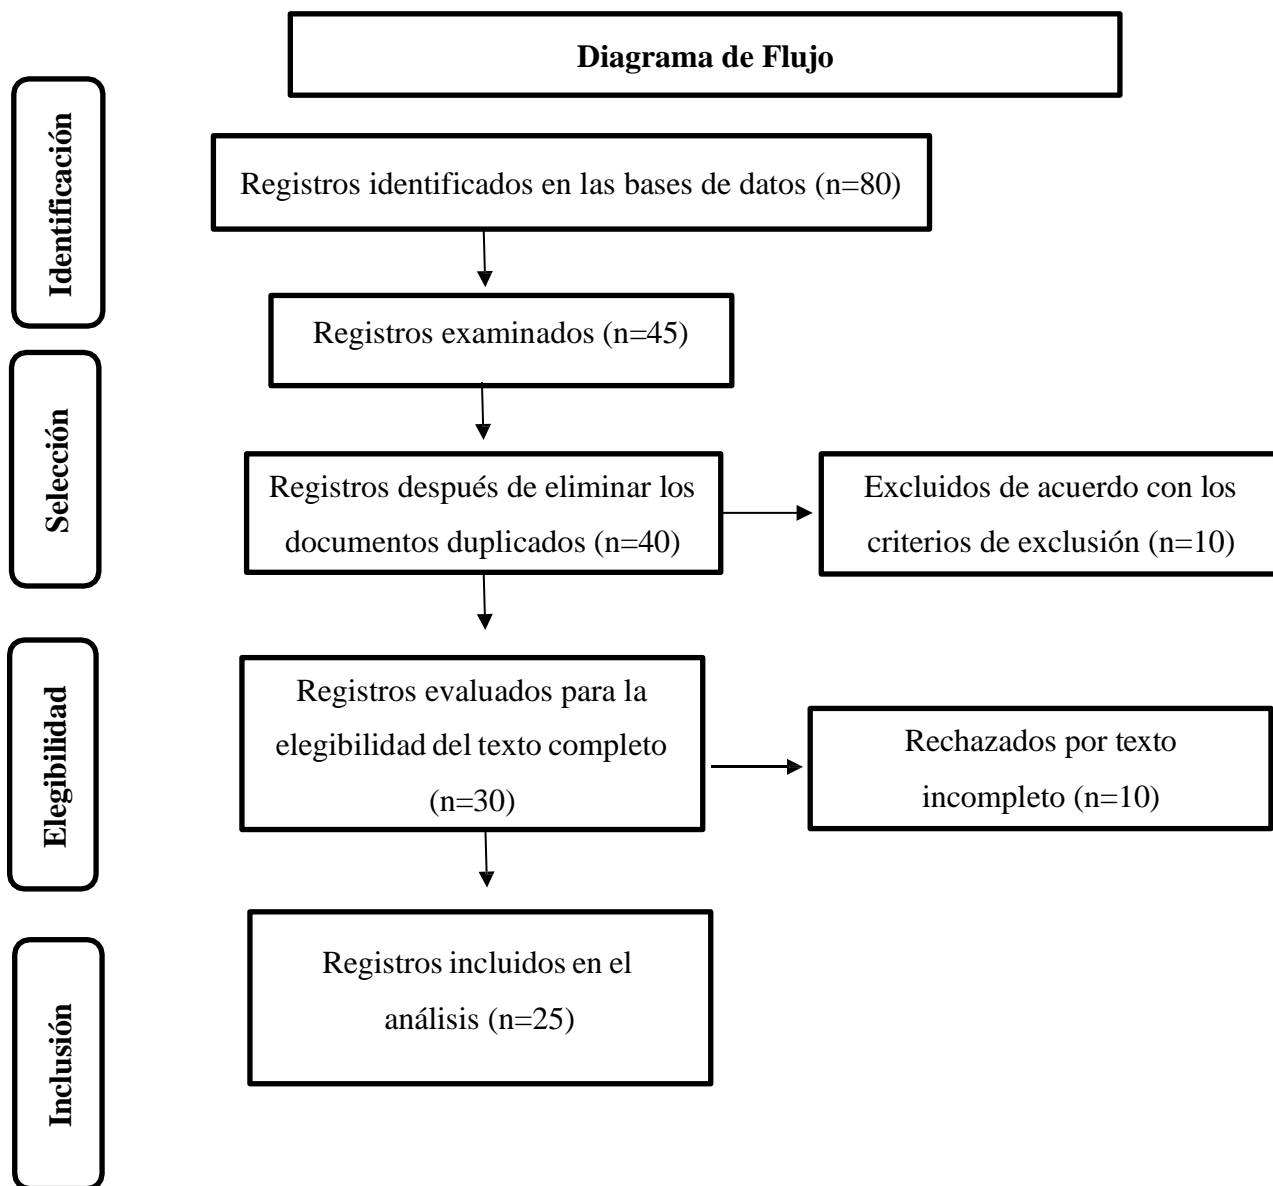 Diagrama de Flujo
Identificación
Registros identificados en las bases de datos (n=80)
Registros examinados (n=45)
Selección
Registros después de eliminar los
documentos duplicados (n=40)
Excluidos de acuerdo con los
criterios de exclusión (n=10)
Elegibilidad
Registros evaluados para la
elegibilidad del texto completo
(n=30)
Rechazados por texto
incompleto (n=10)
Inclusión
Registros incluidos en el
análisis (n=25)